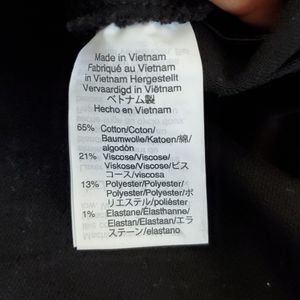 Made in Vietnam
Fabriqué au Vietnam
in Vietnam Hergestellt
Vervaardigd in Vietnam
ベトナム製
Hecho en Vietnam
65% Cotton/Coton/
Baumwolle/Katoen/綿/
algodón
21% Viscose/Viscose/
Viskose/Viscose/ビス
コース/viscosa
13% Polyester/Polyester/
Polyester/Polyester/ポ
リエステル/poliéster
1% Elastane/Élasthanne/
Elastan/Elastaan/エラ
ステーン/elastano